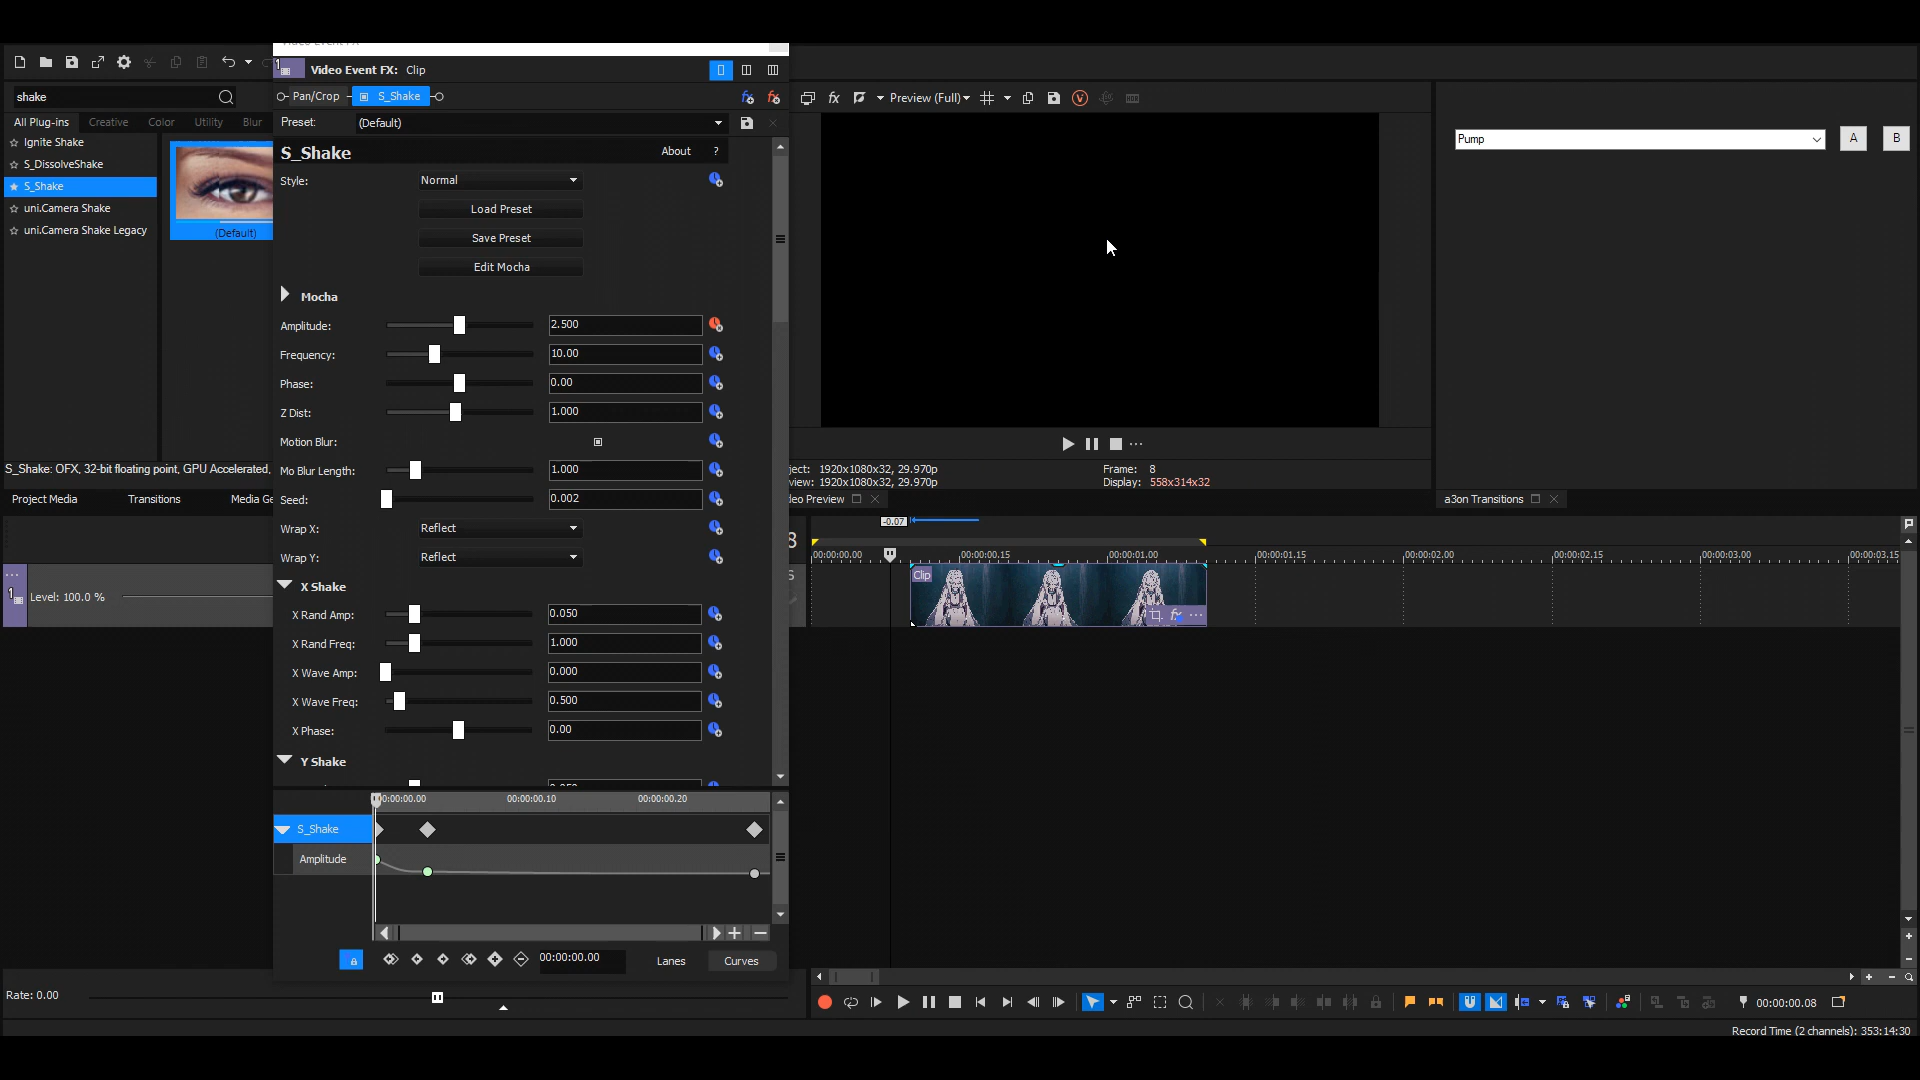 shake
All Plug-ins
Creative
Color
Utility
Blur
Ignite Shake
S_DissolveShake
S_Shake
uni.Camera Shake
uni.Camera Shake Legacy
(Default)
S_Shake: OFX, 32-bit floating point, GPU Accelerated,
Project Media
Transitions
Media Ge
1
Level: 100.0 %
Rate: 0.00
1
Video Event FX: Clip
Pan/Crop
S_Shake
Preset:
(Default)
S_Shake
About
?
Style:
Normal
Load Preset
Save Preset
Edit Mocha
Mocha
Amplitude:
2.500
Frequency:
10.00
Phase:
0.00
Z Dist:
1.000
Motion Blur:
Mo Blur Length:
1.000
Seed:
0.002
Wrap X:
Reflect
Wrap Y:
Reflect
X Shake
X Rand Amp:
0.050
X Rand Freq:
1.000
X Wave Amp:
0.000
X Wave Freq:
0.500
X Phase:
0.00
Y Shake
00:00:00.10
00:00:00.20
S_Shake
Amplitude
00:00:00.00
Lanes
Curves
fx
Preview (Full)
ject: 1920x1080x32, 29.970p
view: 1920x1080x32, 29.970p
Frame: 8
Display: 558x314x32
deo Preview
Pump
A
B
a3on Transitions
8
-0.07
00:00:00.00
00:00:00.15
00:00:01.00
00:00:01.15
00:00:02.00
00:00:02.15
00:00:03.00
00:00:03.15
Clip
fx
00:00:00.08
Record Time (2 channels): 353:14:30